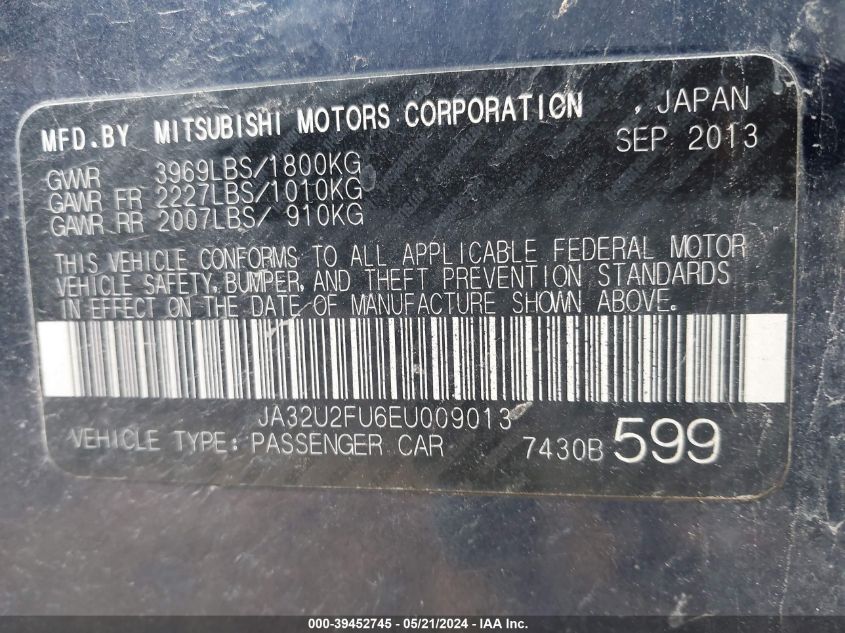 MFD.BY MITSUBISHI MOTORS CORPORATION , JAPAN
SEP 2013
GVWR 3969LBS/1800KG
GAWR FR 2227LBS/1010KG
GAWR RR 2007LBS/ 910KG
THIS VEHICLE CONFORMS TO ALL APPLICABLE FEDERAL MOTOR
VEHICLE SAFETY, BUMPER, AND THEFT PREVENTION STANDARDS
IN EFFECT ON THE DATE OF MANUFACTURE SHOWN ABOVE.
JA32U2FU6EU009013
VEHICLE TYPE: PASSENGER CAR 7430B 599
000-39452745 - 05/21/2024 - IAA Inc.